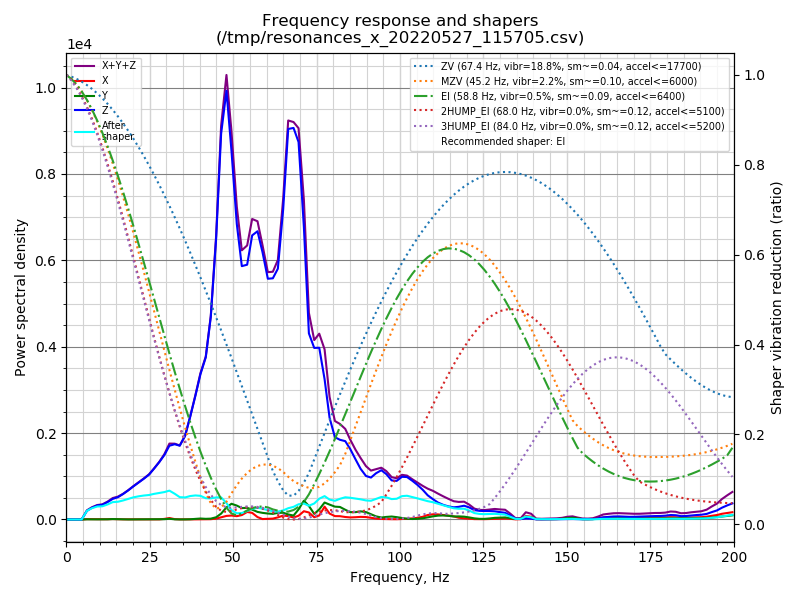 Frequency response and shapers
(/tmp/resonances_x_20220527_115705.csv)
1e4
X+Y+Z
X
Y
Z
After
shaper
ZV (67.4 Hz, vibr=18.8%, sm~=0.04, accel<=17700)
MZV (45.2 Hz, vibr=2.2%, sm~=0.10, accel<=6000)
EI (58.8 Hz, vibr=0.5%, sm~=0.09, accel<=6400)
2HUMP_EI (68.0 Hz, vibr=0.0%, sm~=0.12, accel<=5100)
3HUMP_EI (84.0 Hz, vibr=0.0%, sm~=0.12, accel<=5200)
Recommended shaper: EI
Power spectral density
1.0
0.8
0.6
0.4
0.2
0.0
1.0
0.8
0.6
0.4
0.2
0.0
Shaper vibration reduction (ratio)
0 25 50 75 100 125 150 175 200
Frequency, Hz